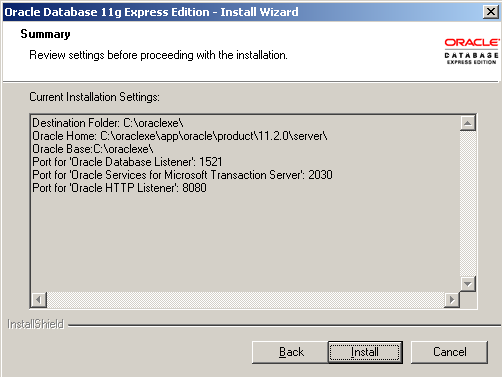 Oracle Database 11g Express Edition - Install Wizard
Summary
Review settings before proceeding with the installation.
ORACLE
DATABASE
EXPRESS EDITION
Current Installation Settings:
Destination Folder: C:\oraclexe\
Oracle Home: C:\oraclexe\app\oracle\product\11.2.0\server\
Oracle Base:C:\oraclexe\
Port for 'Oracle Database Listener': 1521
Port for 'Oracle Services for Microsoft Transaction Server': 2030
Port for 'Oracle HTTP Listener': 8080
InstallShield
Back
Install
Cancel